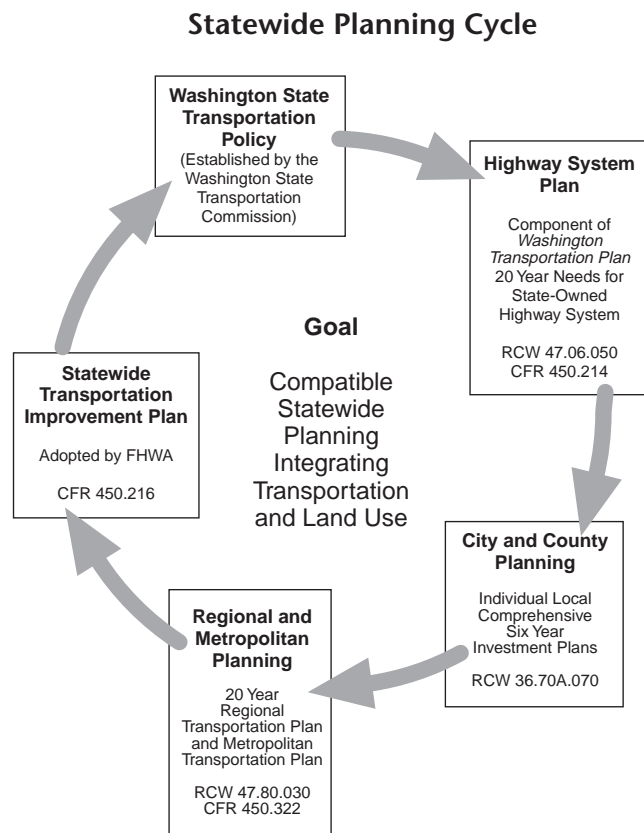 Statewide Planning Cycle
Washington State
Transportation
Policy
(Established by the
Washington State
Transportation
Commission)
Highway System
Plan
Component of
Washington
Transportation Plan
20 Year Needs for
State-Owned
Highway System
RCW 47.06.050
CFR 450.214
Goal
Compatible
Statewide
Planning
Integrating
Transportation
and Land Use
Statewide
Transportation
Improvement Plan
Adopted by FHWA
CFR 450.216
City and County
Planning
Individual Local
Comprehensive
Six Year
Investment Plans
RCW 36.70A.070
Regional and
Metropolitan
Planning
20 Year
Regional
Transportation Plan
and Metropolitan
Transportation Plan
RCW 47.80.030
CFR 450.322